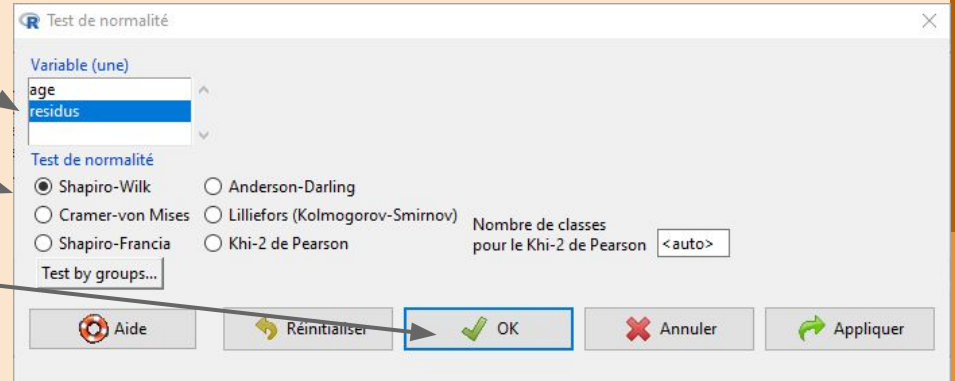 Test de normalité
Variable (une)
age
residus
Test de normalité
Shapiro-Wilk Anderson-Darling
Cramer-von Mises Lilliefors (Kolmogorov-Smirnov)
Shapiro-Francia Khi-2 de Pearson
Nombre de classes
pour le Khi-2 de Pearson <auto>
Test by groups...
Aide Réinitialiser OK Annuler Appliquer